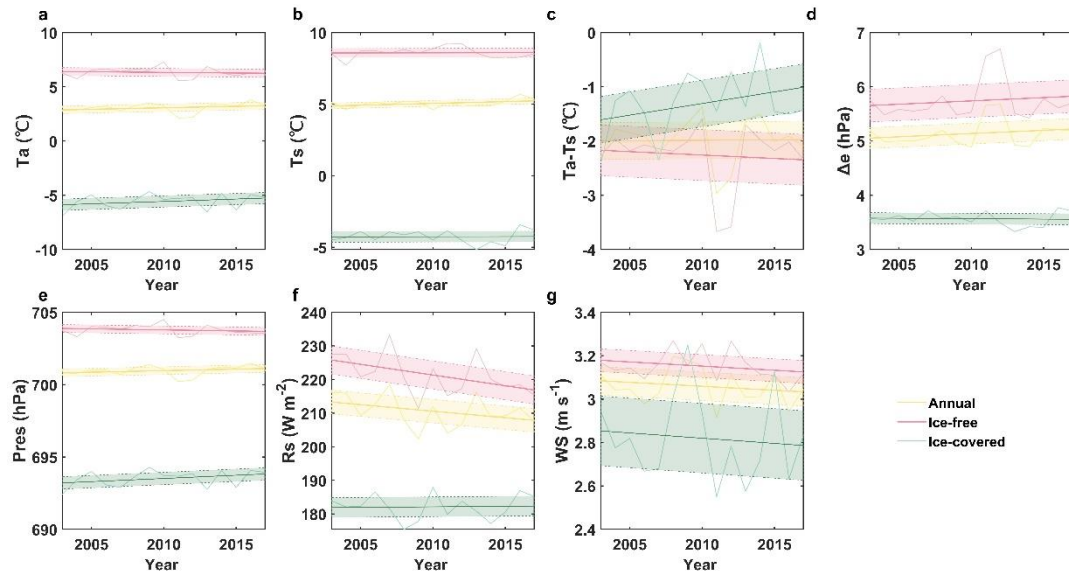 a
b
c
d
10
5
0
-5
-10
Ta (℃)
2005 2010 2015
Year
10
5
0
-5
Ts (℃)
2005 2010 2015
Year
0
-1
-2
-3
-4
Ta-Ts (℃)
2005 2010 2015
Year
7
6
5
4
3
Δe (hPa)
2005 2010 2015
Year
e
f
g
705
700
695
690
Pres (hPa)
2005 2010 2015
Year
240
230
220
210
200
190
180
Rs (W m⁻²)
2005 2010 2015
Year
3.4
3.2
3.0
2.8
2.6
2.4
WS (m s⁻¹)
2005 2010 2015
Year
Annual
Ice-free
Ice-covered